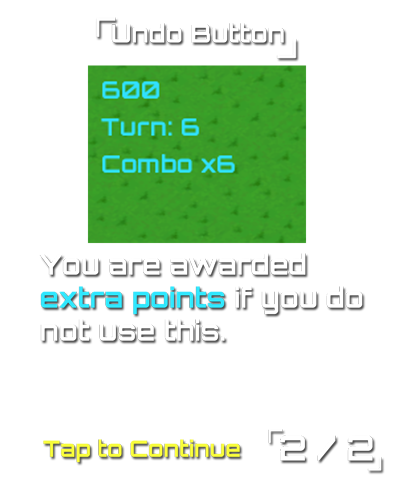 Undo Button
600
Turn: 6
Combo x6
You are awarded
extra points if you do
not use this.
Tap to Continue
2 / 2